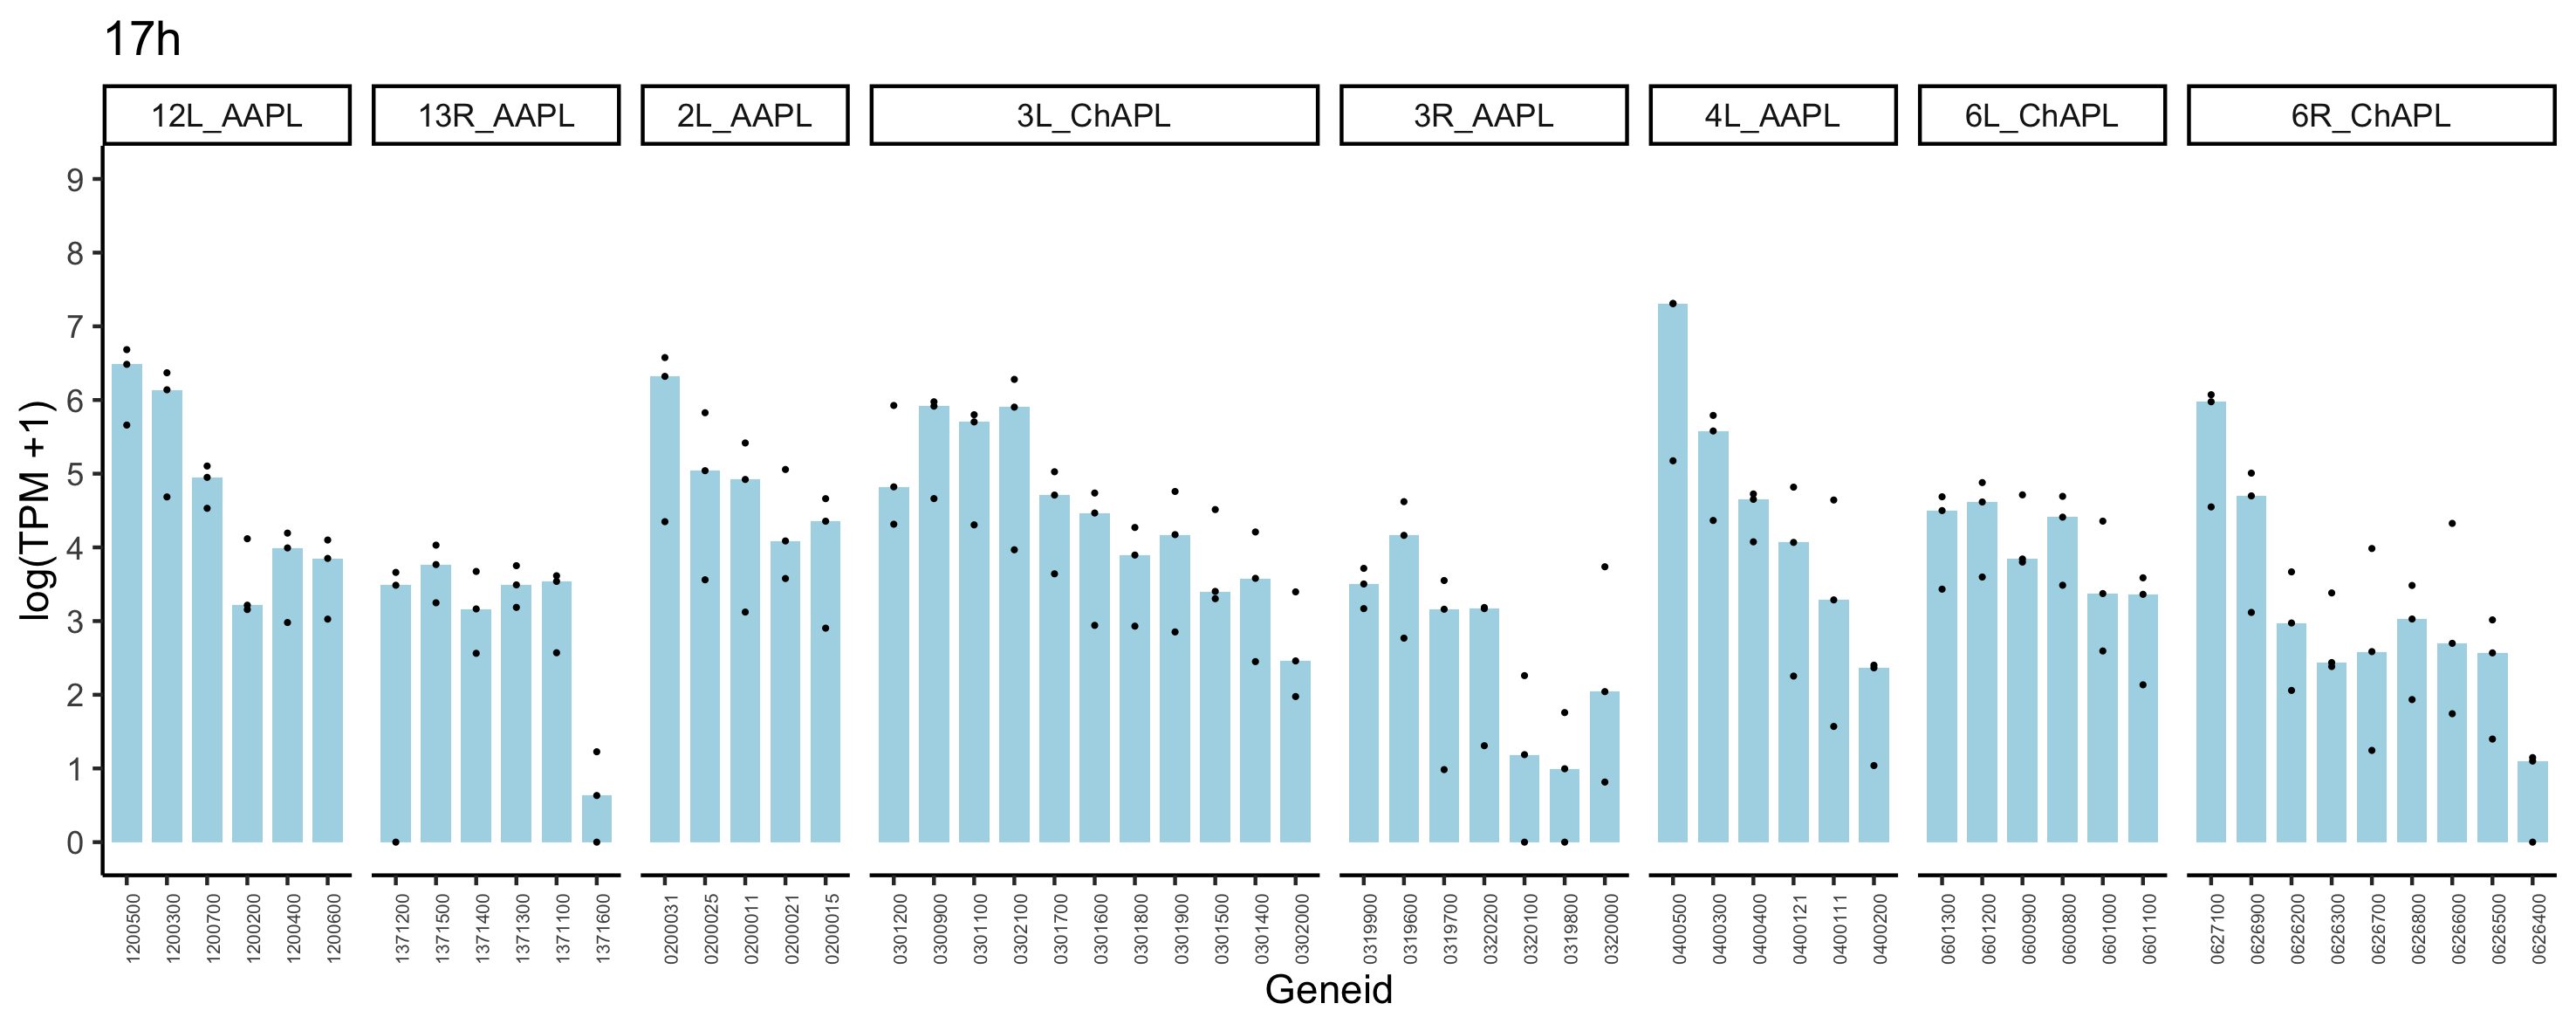 17h
12L_AAPL 13R_AAPL 2L_AAPL 3L_ChAPL 3R_AAPL 4L_AAPL 6L_ChAPL 6R_ChAPL
log(TPM +1)
9
8
7
6
5
4
3
2
1
0
1200500 1200300 1200700 1200200 1200400 1200600 1371200 1371500 1371400 1371300 1371100 1371600 0200031 0200025 0200011 0200021 0200015 0301200 0300900 0301100 0302100 0301700 0301600 0301800 0301900 0301500 0301400 0302000 0319900 0319600 0319700 0320200 0320100 0319800 0320000 0400500 0400300 0400400 0400121 0400111 0400200 0601300 0601200 0600900 0600800 0601000 0601100 0627100 0626900 0626200 0626300 0626700 0626800 0626600 0626500 0626400
Geneid